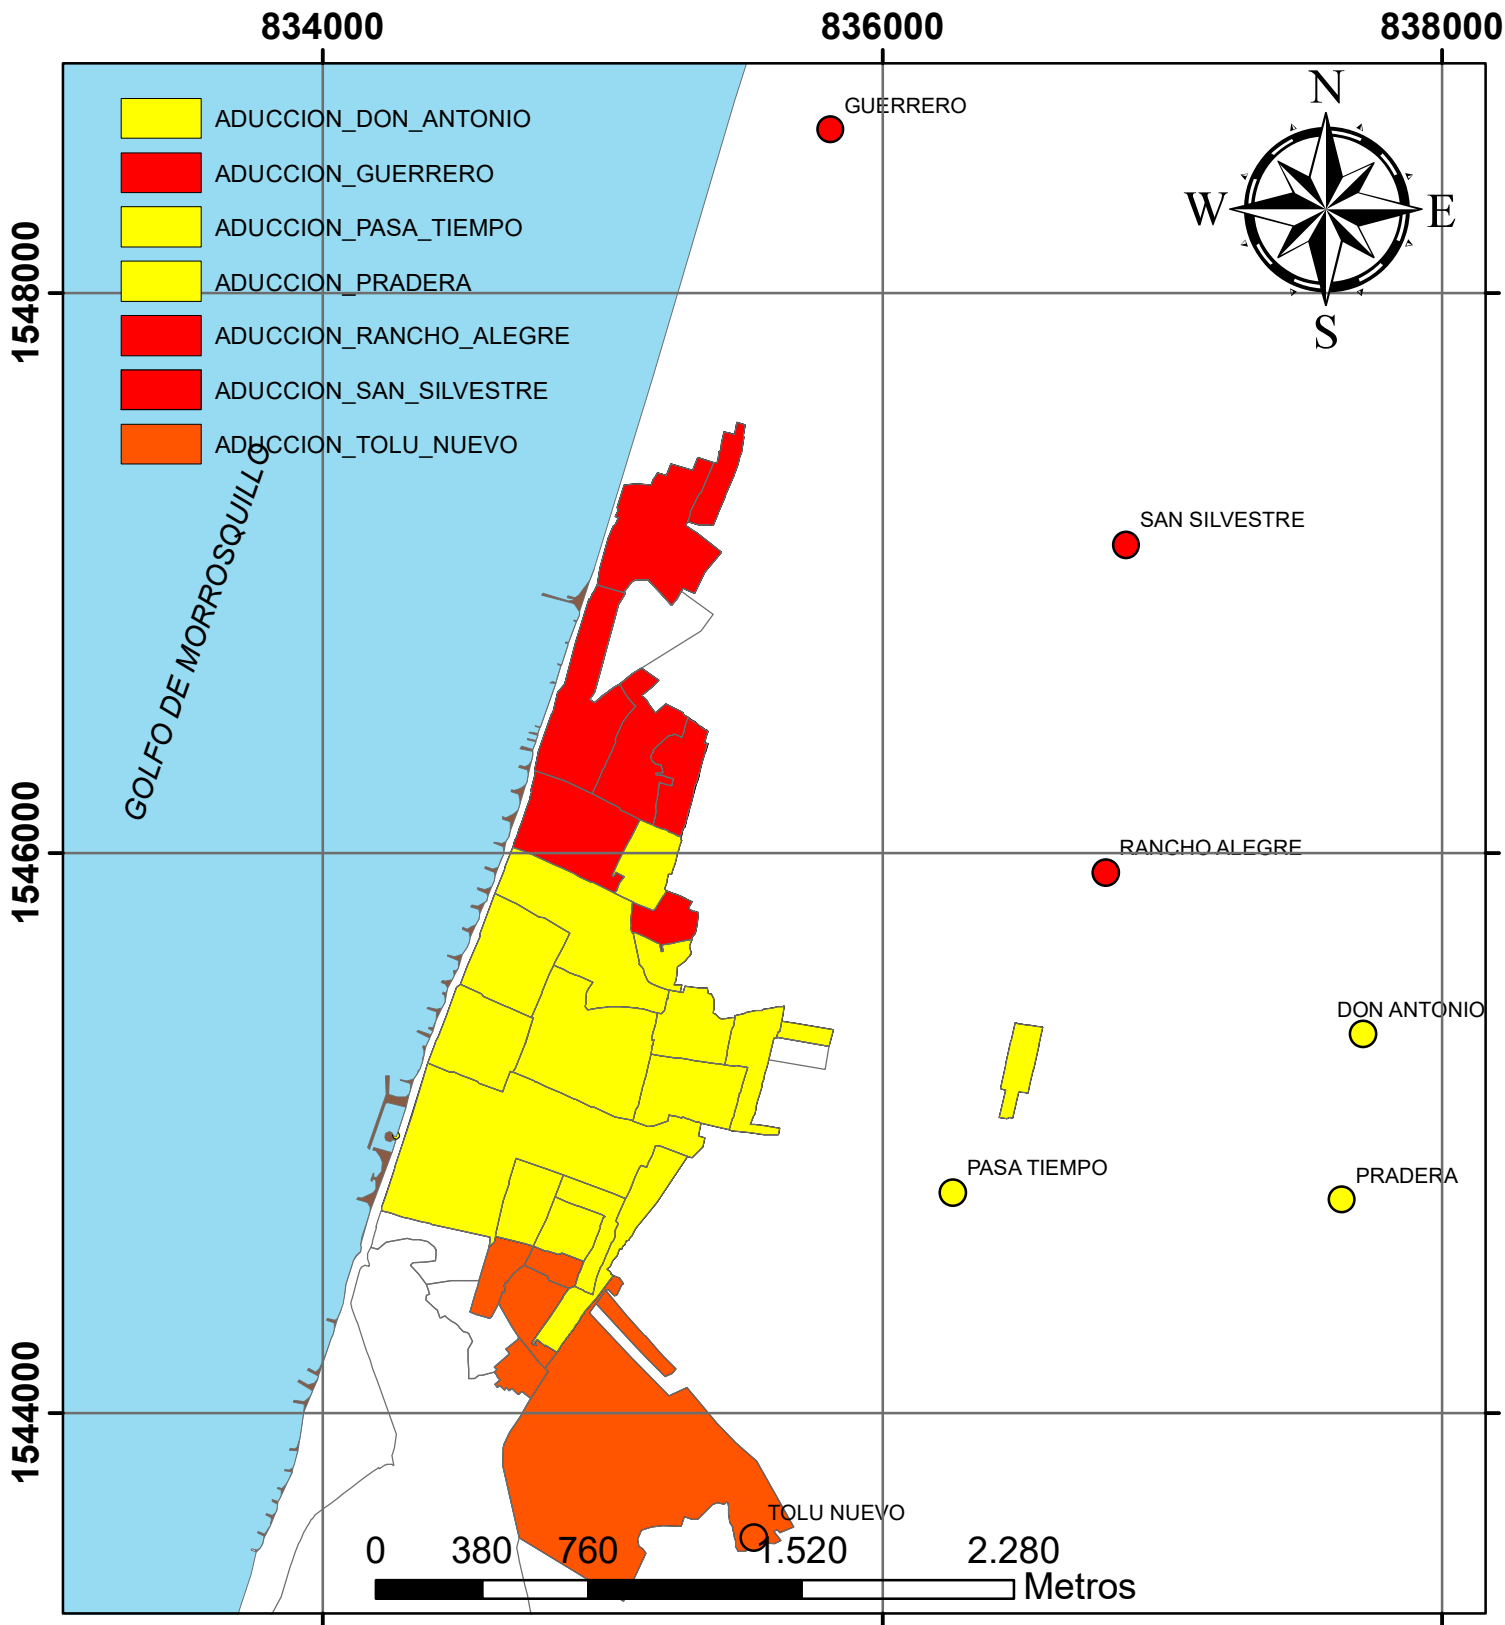 834000
836000
838000
ADUCCION_DON_ANTONIO
ADUCCION_GUERRERO
ADUCCION_PASA_TIEMPO
ADUCCION_PRADERA
ADUCCION_RANCHO_ALEGRE
ADUCCION_SAN_SILVESTRE
ADUCCION_TOLU_NUEVO
GUERRERO
N
W
E
S
1548000
GOLFO DE MORROSQUILLO
SAN SILVESTRE
1546000
RANCHO ALEGRE
DON ANTONIO
PASA TIEMPO
PRADERA
1544000
TOLU NUEVO
0 380 760 1.520 2.280
Metros